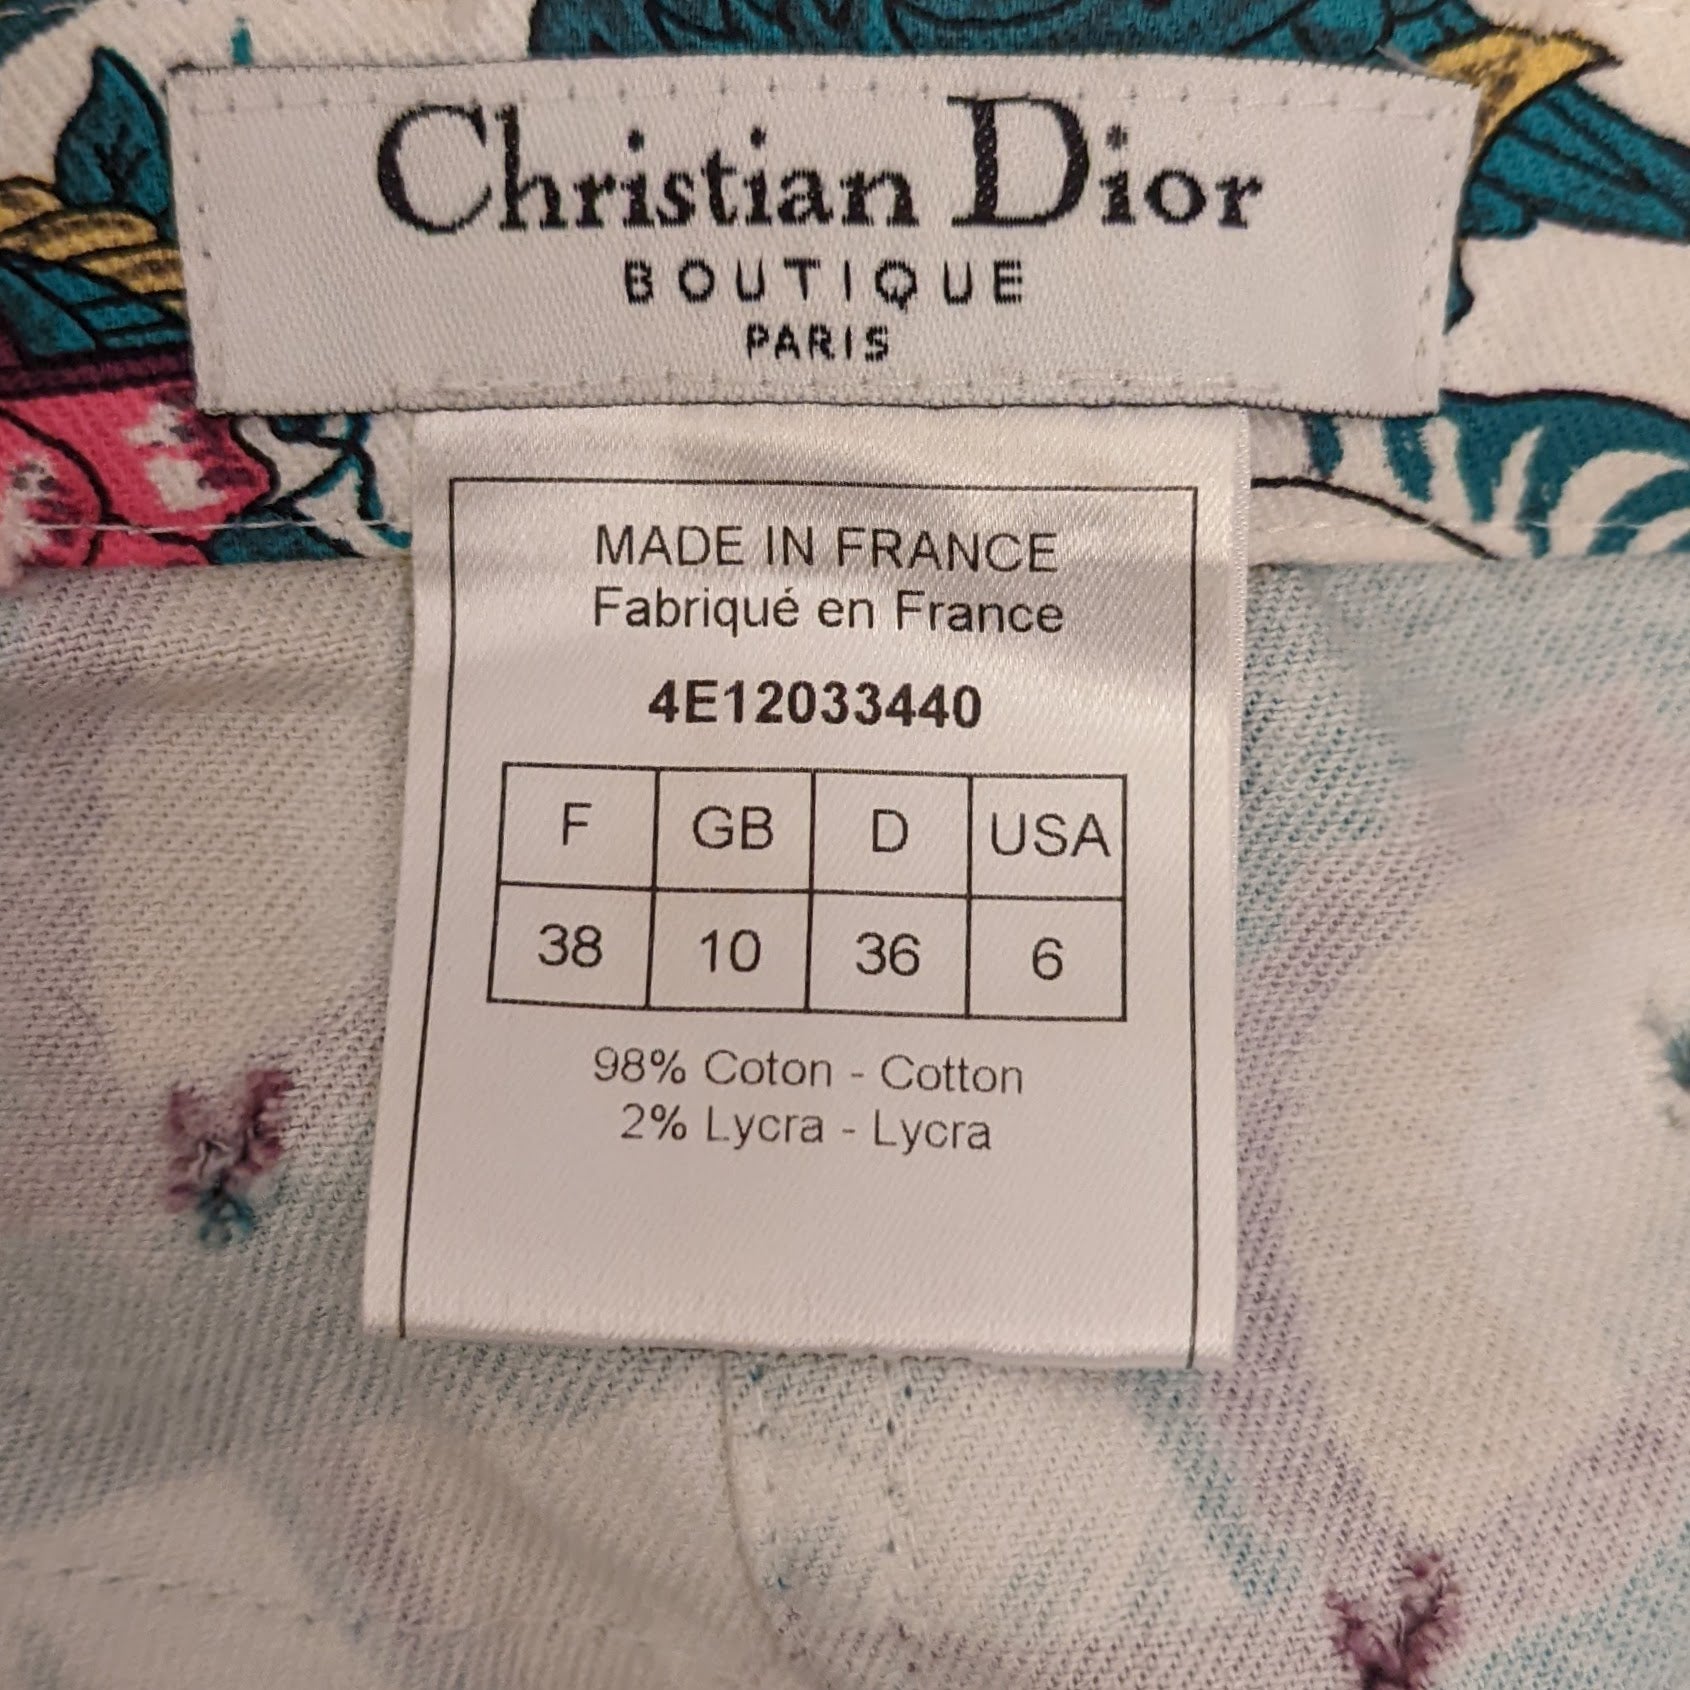 Christian Dior
BOUTIQUE
PARIS
MADE IN FRANCE
Fabriqué en France
4E12033440
F GB D USA
38 10 36 6
98% Coton - Cotton
2% Lycra - Lycra